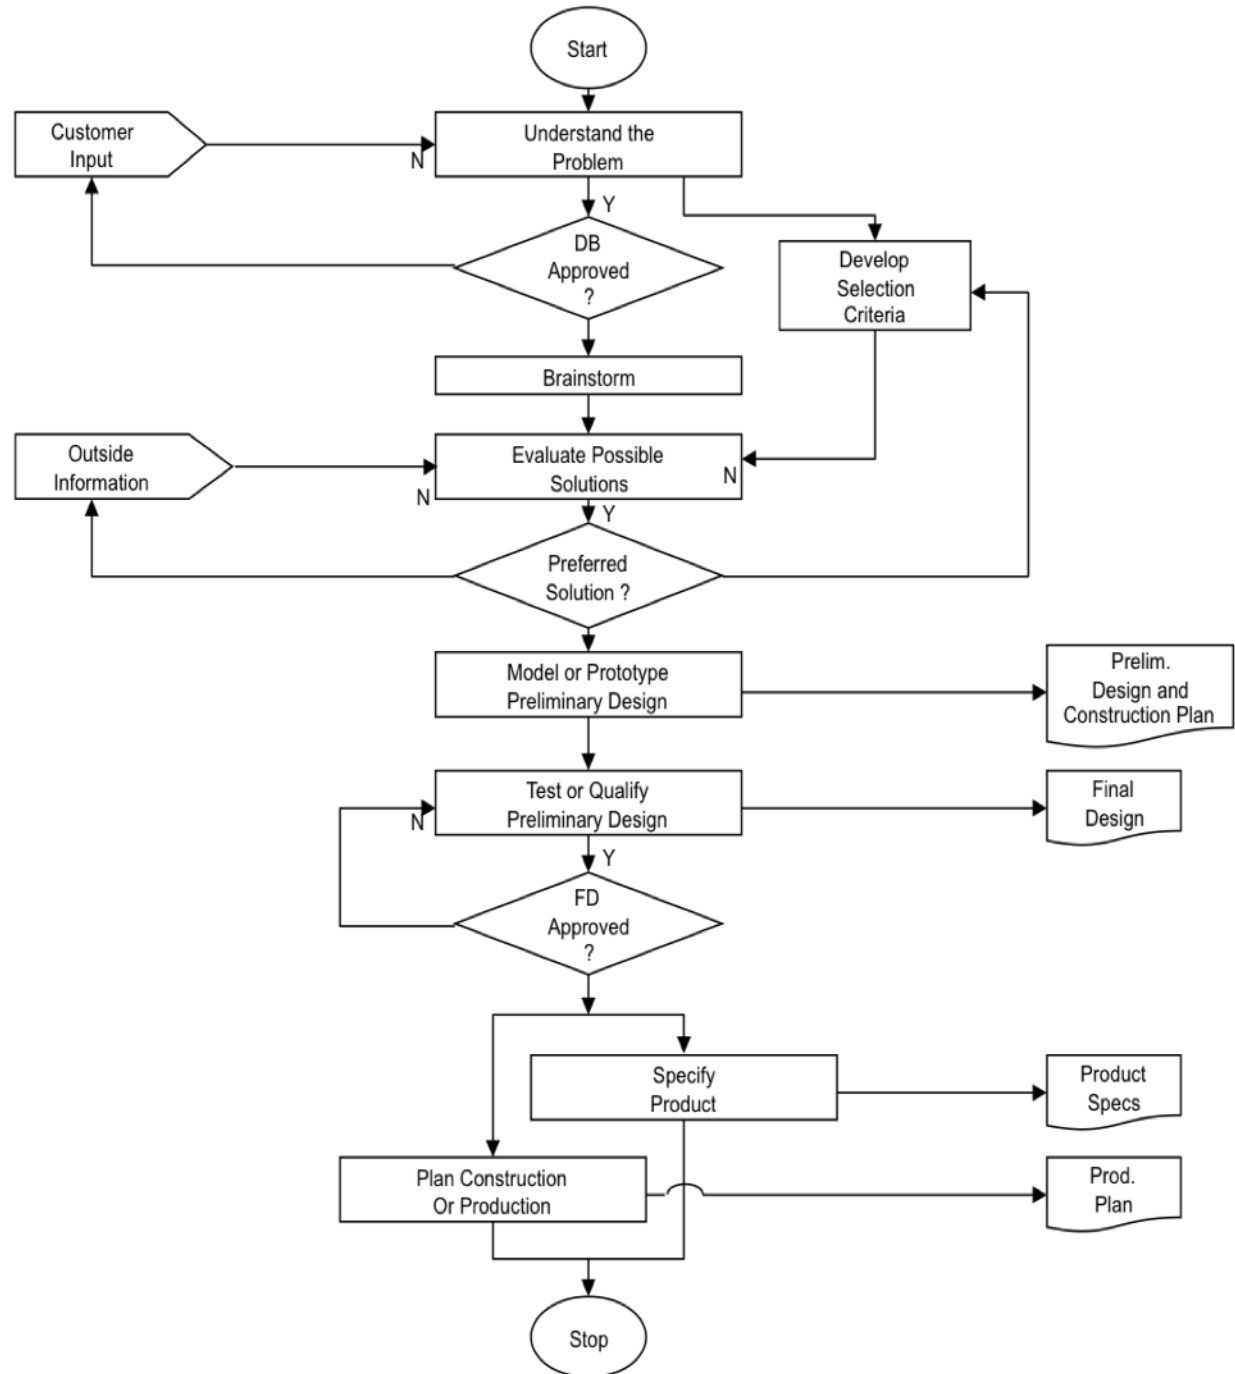 Start
Customer
Input
N
Understand the
Problem
Y
DB
Approved
?
Develop
Selection
Criteria
Brainstorm
Outside
Information
N
Evaluate Possible
Solutions
N
Y
Preferred
Solution ?
Model or Prototype
Preliminary Design
Prelim.
Design and
Construction Plan
N
Test or Qualify
Preliminary Design
Final
Design
Y
FD
Approved
?
Specify
Product
Product
Specs
Plan Construction
Or Production
Prod.
Plan
Stop